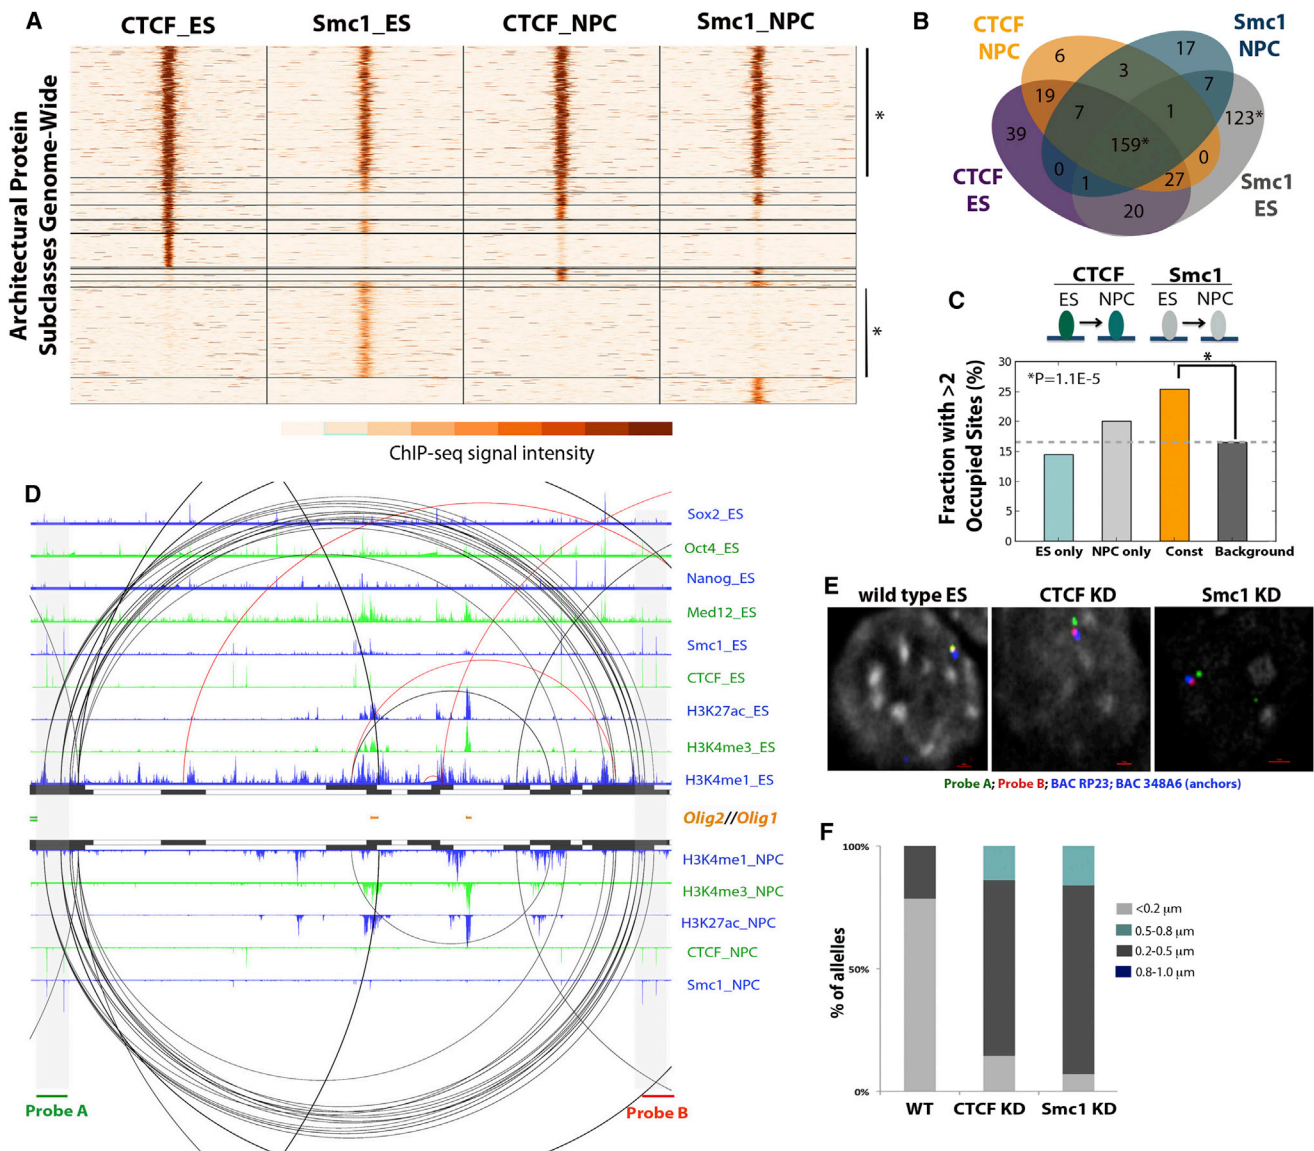 A
CTCF_ES
Smc1_ES
CTCF_NPC
Smc1_NPC
Architectural Protein
Subclasses Genome-Wide
*
*
ChIP-seq signal intensity
B
CTCF
NPC
Smc1
NPC
CTCF
ES
Smc1
ES
6
17
3
7
19
7
1
123*
39
159*
0
0
1
27
20
C
CTCF
Smc1
ES
NPC
ES
NPC
*P=1.1E-5
*
Fraction with >2
Occupied Sites (%)
30
25
20
15
10
5
0
ES only
NPC only
Const
Background
D
Sox2_ES
Oct4_ES
Nanog_ES
Med12_ES
Smc1_ES
CTCF_ES
H3K27ac_ES
H3K4me3_ES
H3K4me1_ES
Olig2//Olig1
H3K4me1_NPC
H3K4me3_NPC
H3K27ac_NPC
CTCF_NPC
Smc1_NPC
Probe A
Probe B
E
wild type ES
CTCF KD
Smc1 KD
Probe A; Probe B; BAC RP23; BAC 348A6 (anchors)
F
% of alleles
100%
50%
0%
WT
CTCF KD
Smc1 KD
<0.2 μm
0.5-0.8 μm
0.2-0.5 μm
0.8-1.0 μm